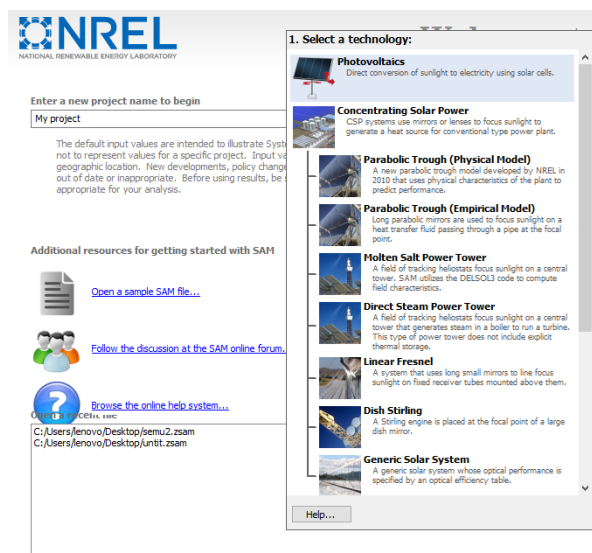 NREL
NATIONAL RENEWABLE ENERGY LABORATORY
Enter a new project name to begin
My project
The default input values are intended to illustrate Syst
not to represent values for a specific project. Input va
geographic location. New developments, policy change
out of date or inappropriate. Before using results, be s
appropriate for your analysis.
Additional resources for getting started with SAM
Open a sample SAM file...
Follow the discussion at the SAM online forum.
Browse the online help system...
Open a recent file
C:/Users/lenovo/Desktop/semu2.zsam
C:/Users/lenovo/Desktop/untit.zsam
1. Select a technology:
Photovoltaics
Direct conversion of sunlight to electricity using solar cells.
Concentrating Solar Power
CSP systems use mirrors or lenses to focus sunlight to
generate a heat source for conventional type power plant.
Parabolic Trough (Physical Model)
A new parabolic trough model developed by NREL in
2010 that uses physical characteristics of the plant to
predict performance.
Parabolic Trough (Empirical Model)
Long parabolic mirrors are used to focus sunlight on a
heat transfer fluid passing through a pipe at the focal
point.
Molten Salt Power Tower
A field of tracking heliostats focus sunlight on a central
tower. SAM utilizes the DELSOL3 code to compute
field characteristics.
Direct Steam Power Tower
A field of tracking heliostats focus sunlight on a central
tower that generates steam in a boiler to run a turbine.
This type of power tower does not include explicit
thermal storage.
Linear Fresnel
A system that uses long small mirrors to line focus
sunlight on fixed receiver tubes mounted above them.
Dish Stirling
A Stirling engine is placed at the focal point of a large
dish mirror.
Generic Solar System
A generic solar system whose optical performance is
specified by an optical efficiency table.
Help...